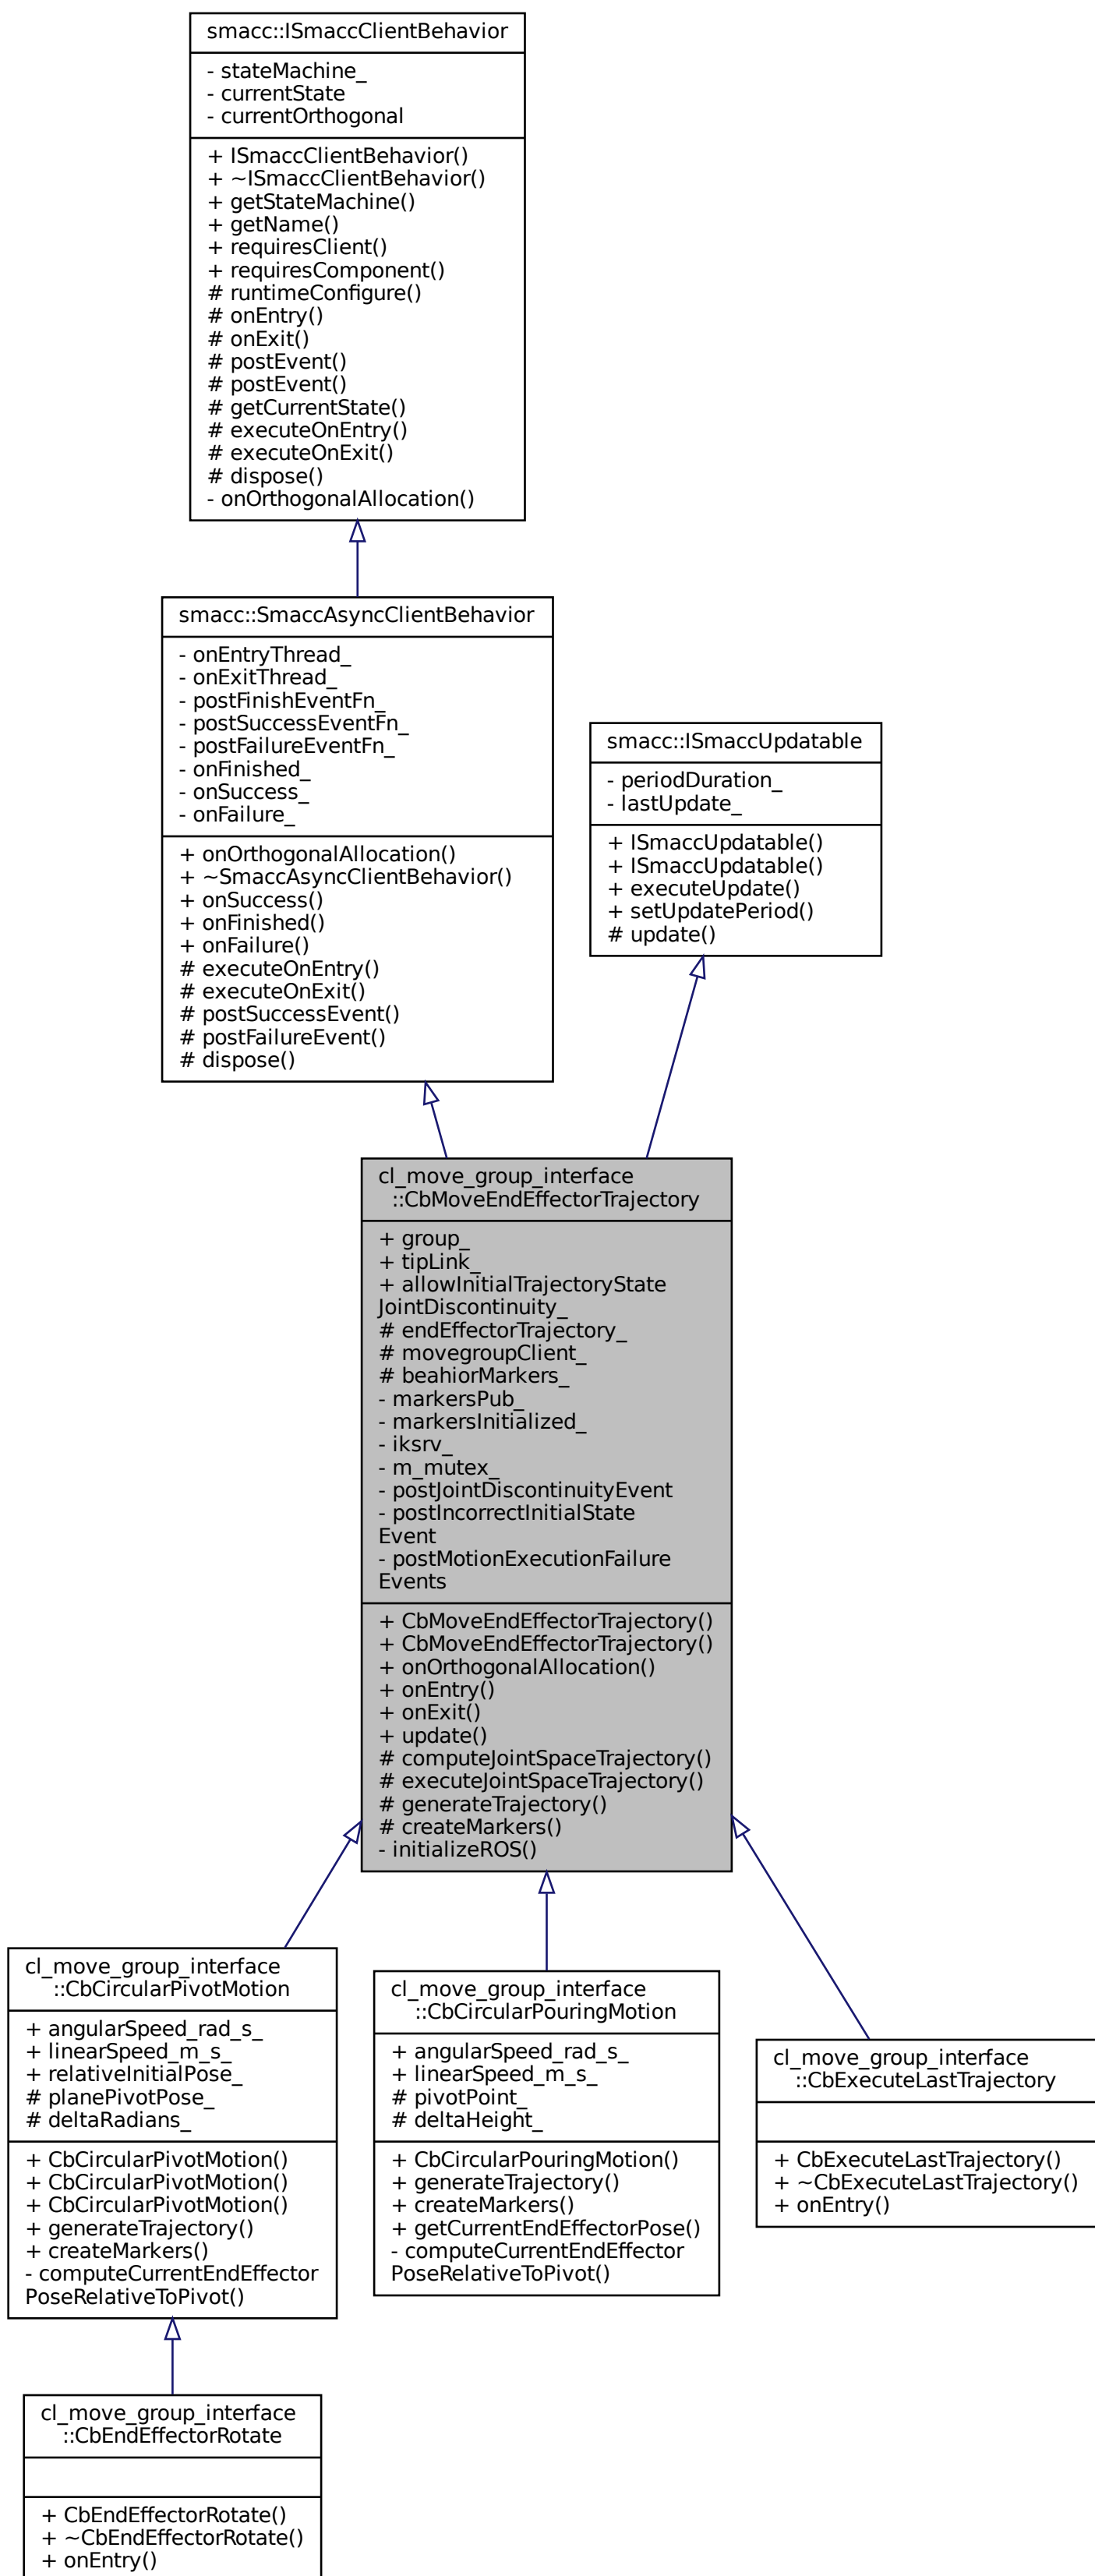 smacc::ISmaccClientBehavior
- stateMachine_
- currentState
- currentOrthogonal
+ ISmaccClientBehavior()
+ ~ISmaccClientBehavior()
+ getStateMachine()
+ getName()
+ requiresClient()
+ requiresComponent()
# runtimeConfigure()
# onEntry()
# onExit()
# postEvent()
# postEvent()
# getCurrentState()
# executeOnEntry()
# executeOnExit()
# dispose()
- onOrthogonalAllocation()
smacc::SmaccAsyncClientBehavior
- onEntryThread_
- onExitThread_
- postFinishEventFn_
- postSuccessEventFn_
- postFailureEventFn_
- onFinished_
- onSuccess_
- onFailure_
+ onOrthogonalAllocation()
+ ~SmaccAsyncClientBehavior()
+ onSuccess()
+ onFinished()
+ onFailure()
# executeOnEntry()
# executeOnExit()
# postSuccessEvent()
# postFailureEvent()
# dispose()
smacc::ISmaccUpdatable
- periodDuration_
- lastUpdate_
+ ISmaccUpdatable()
+ ISmaccUpdatable()
+ executeUpdate()
+ setUpdatePeriod()
# update()
cl_move_group_interface
::CbMoveEndEffectorTrajectory
+ group_
+ tipLink_
+ allowInitialTrajectoryState
JointDiscontinuity_
# endEffectorTrajectory_
# movegroupClient_
# beahiorMarkers_
- markersPub_
- markersInitialized_
- iksrv_
- m_mutex_
- postJointDiscontinuityEvent
- postIncorrectInitialState
Event
- postMotionExecutionFailure
Events
+ CbMoveEndEffectorTrajectory()
+ CbMoveEndEffectorTrajectory()
+ onOrthogonalAllocation()
+ onEntry()
+ onExit()
+ update()
# computeJointSpaceTrajectory()
# executeJointSpaceTrajectory()
# generateTrajectory()
# createMarkers()
- initializeROS()
cl_move_group_interface
::CbCircularPivotMotion
+ angularSpeed_rad_s_
+ linearSpeed_m_s_
+ relativeInitialPose_
# planePivotPose_
# deltaRadians_
+ CbCircularPivotMotion()
+ CbCircularPivotMotion()
+ CbCircularPivotMotion()
+ generateTrajectory()
+ createMarkers()
- computeCurrentEndEffector
PoseRelativeToPivot()
cl_move_group_interface
::CbCircularPouringMotion
+ angularSpeed_rad_s_
+ linearSpeed_m_s_
# pivotPoint_
# deltaHeight_
+ CbCircularPouringMotion()
+ generateTrajectory()
+ createMarkers()
+ getCurrentEndEffectorPose()
- computeCurrentEndEffector
PoseRelativeToPivot()
cl_move_group_interface
::CbExecuteLastTrajectory
+ CbExecuteLastTrajectory()
+ ~CbExecuteLastTrajectory()
+ onEntry()
cl_move_group_interface
::CbEndEffectorRotate
+ CbEndEffectorRotate()
+ ~CbEndEffectorRotate()
+ onEntry()